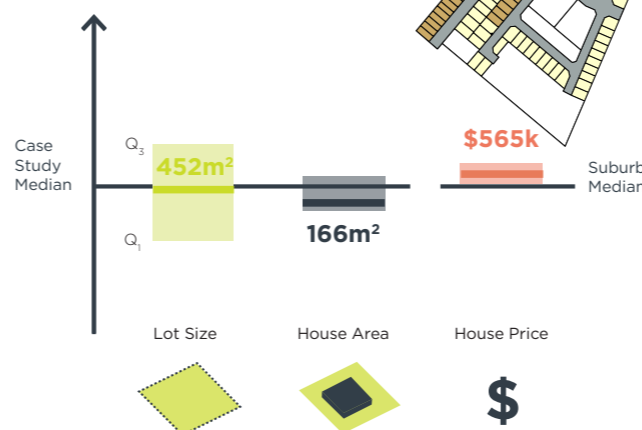 $565k
Case
Study
Median
Q3
452m²
Suburb
Median
Q1
166m²
Lot Size
House Area
House Price
$